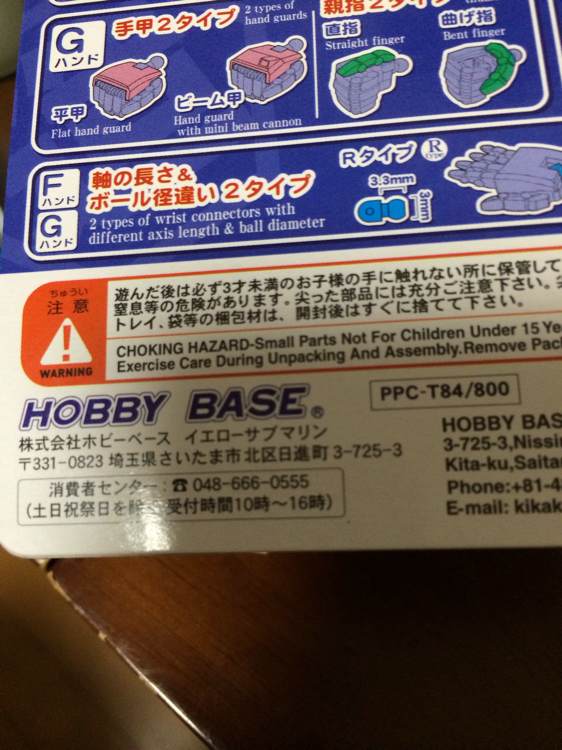 G
ハンド
手甲2タイプ
2 types of
hand guards
平甲
Flat hand guard
ビーム甲
Hand guard
with mini beam cannon
親指2タイプ
直指
Straight finger
曲げ指
Bent finger
F
ハンド
G
ハンド
軸の長さ&
ボール径違い2タイプ
2 types of wrist connectors with
different axis length & ball diameter
Rタイプ R type
3.3mm
3mm
ちゅうい
注意
WARNING
遊んだ後は必ず3才未満のお子様の手に触れない所に保管して
窒息等の危険があります。尖った部品には充分ご注意下さい。
トレイ、袋等の梱包材は、開封後はすぐに捨てて下さい。
CHOKING HAZARD-Small Parts Not For Children Under 15
Exercise Care During Unpacking And Assembly.Remove
HOBBY BASE®
PPC-T84/800
株式会社ホビーベース イエローサブマリン
〒331-0823 埼玉県さいたま市北区日進町3-725-3
消費者センター:☎048-666-0555
(土日祝祭日を除く 受付時間10時〜16時)
HOBBY
3-725-3,
Kita-ku,
Phone:+81-4
E-mail: